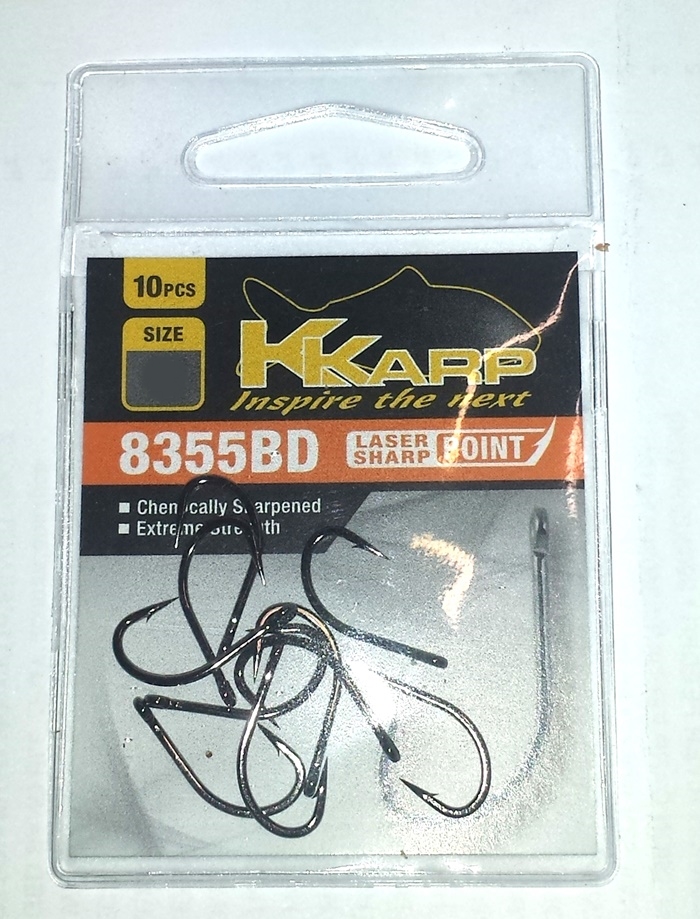 10PCS
SIZE
KKARP
Inspire the next
8355BD
LASER SHARP POINT
Chemically Sharpened
Extreme Strength